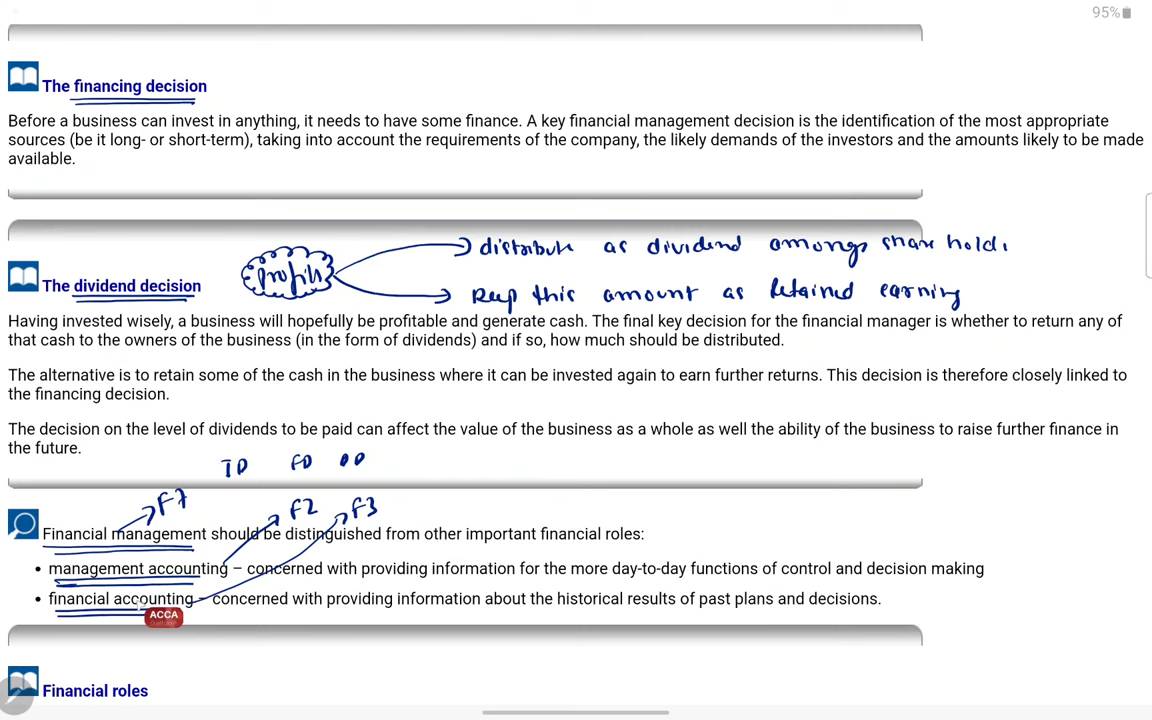 95%
The financing decision
Before a business can invest in anything, it needs to have some finance. A key financial management decision is the identification of the most appropriate
sources (be it long- or short-term), taking into account the requirements of the company, the likely demands of the investors and the amounts likely to be made
available.
distribute as dividend amongs share hold
Profits
The dividend decision
keep this amount as Retained earning
Having invested wisely, a business will hopefully be profitable and generate cash. The final key decision for the financial manager is whether to return any of
that cash to the owners of the business (in the form of dividends) and if so, how much should be distributed.
The alternative is to retain some of the cash in the business where it can be invested again to earn further returns. This decision is therefore closely linked to
the financing decision.
The decision on the level of dividends to be paid can affect the value of the business as a whole as well the ability of the business to raise further finance in
the future.
ID FD DD
F7 F2 F3
Financial management should be distinguished from other important financial roles:
• management accounting – concerned with providing information for the more day-to-day functions of control and decision making
• financial accounting – concerned with providing information about the historical results of past plans and decisions.
ACCA
Financial roles